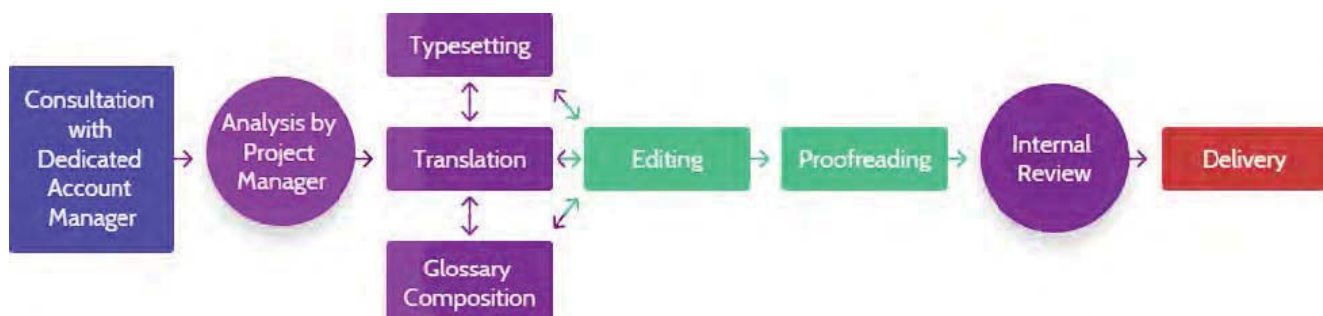 Consultation
with
Dedicated
Account
Manager
Analysis by
Project
Manager
Typesetting
Translation
Glossary
Composition
Editing
Proofreading
Internal
Review
Delivery